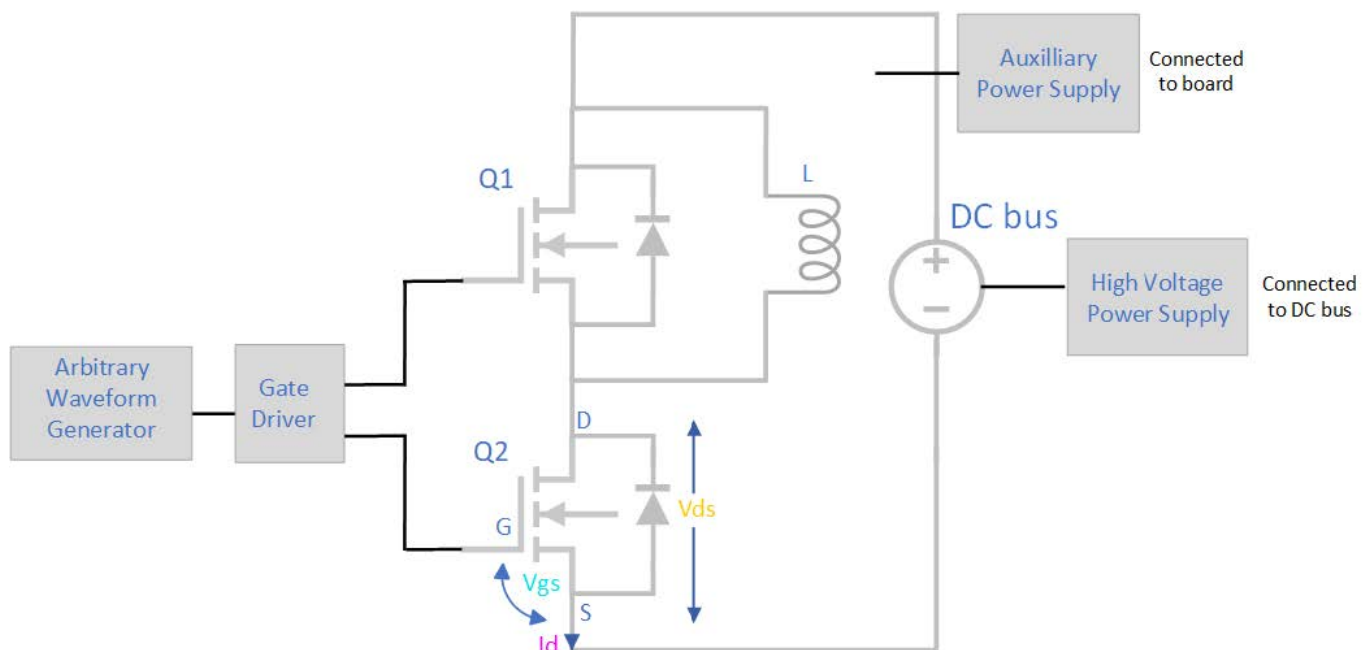 Auxilliary
Power Supply
Connected
to board
Q1
L
DC bus
+
−
High Voltage
Power Supply
Connected
to DC bus
Arbitrary
Waveform
Generator
Gate
Driver
D
Q2
Vds
G
Vgs
S
Id